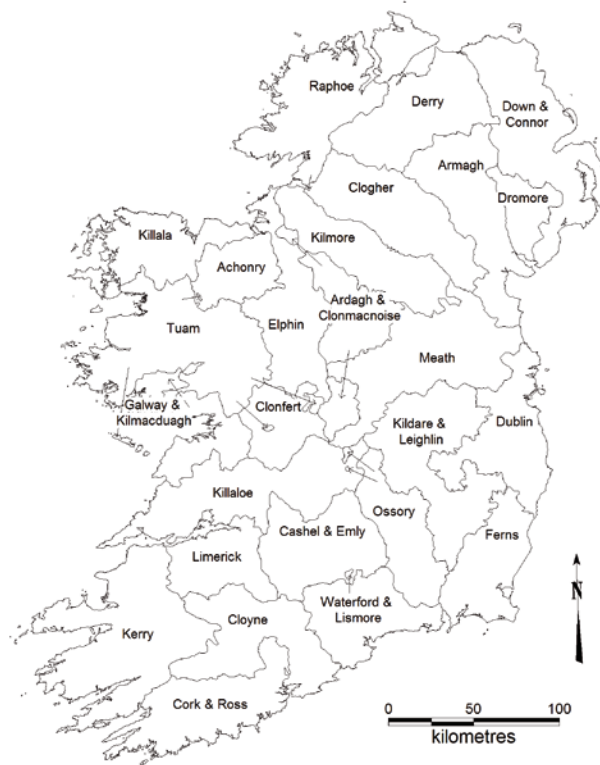 Raphoe
Derry
Down &
Connor
Armagh
Clogher
Dromore
Killala
Kilmore
Achonry
Ardagh &
Clonmacnoise
Tuam
Elphin
Meath
Galway &
Kilmacduagh
Clonfert
Kildare &
Leighlin
Dublin
Killaloe
Ossory
Cashel & Emly
Ferns
Limerick
Waterford &
Lismore
Cloyne
Kerry
Cork & Ross
N
0 50 100
kilometres